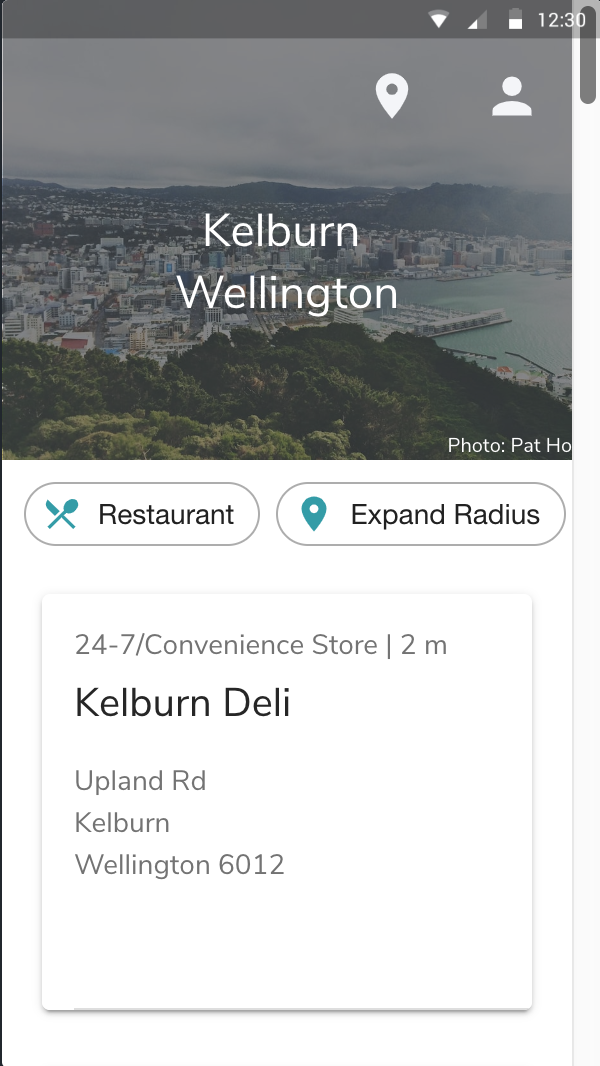 12:30
Kelburn
Wellington
Photo: Pat Ho
Restaurant
Expand Radius
24-7/Convenience Store | 2 m
Kelburn Deli
Upland Rd
Kelburn
Wellington 6012